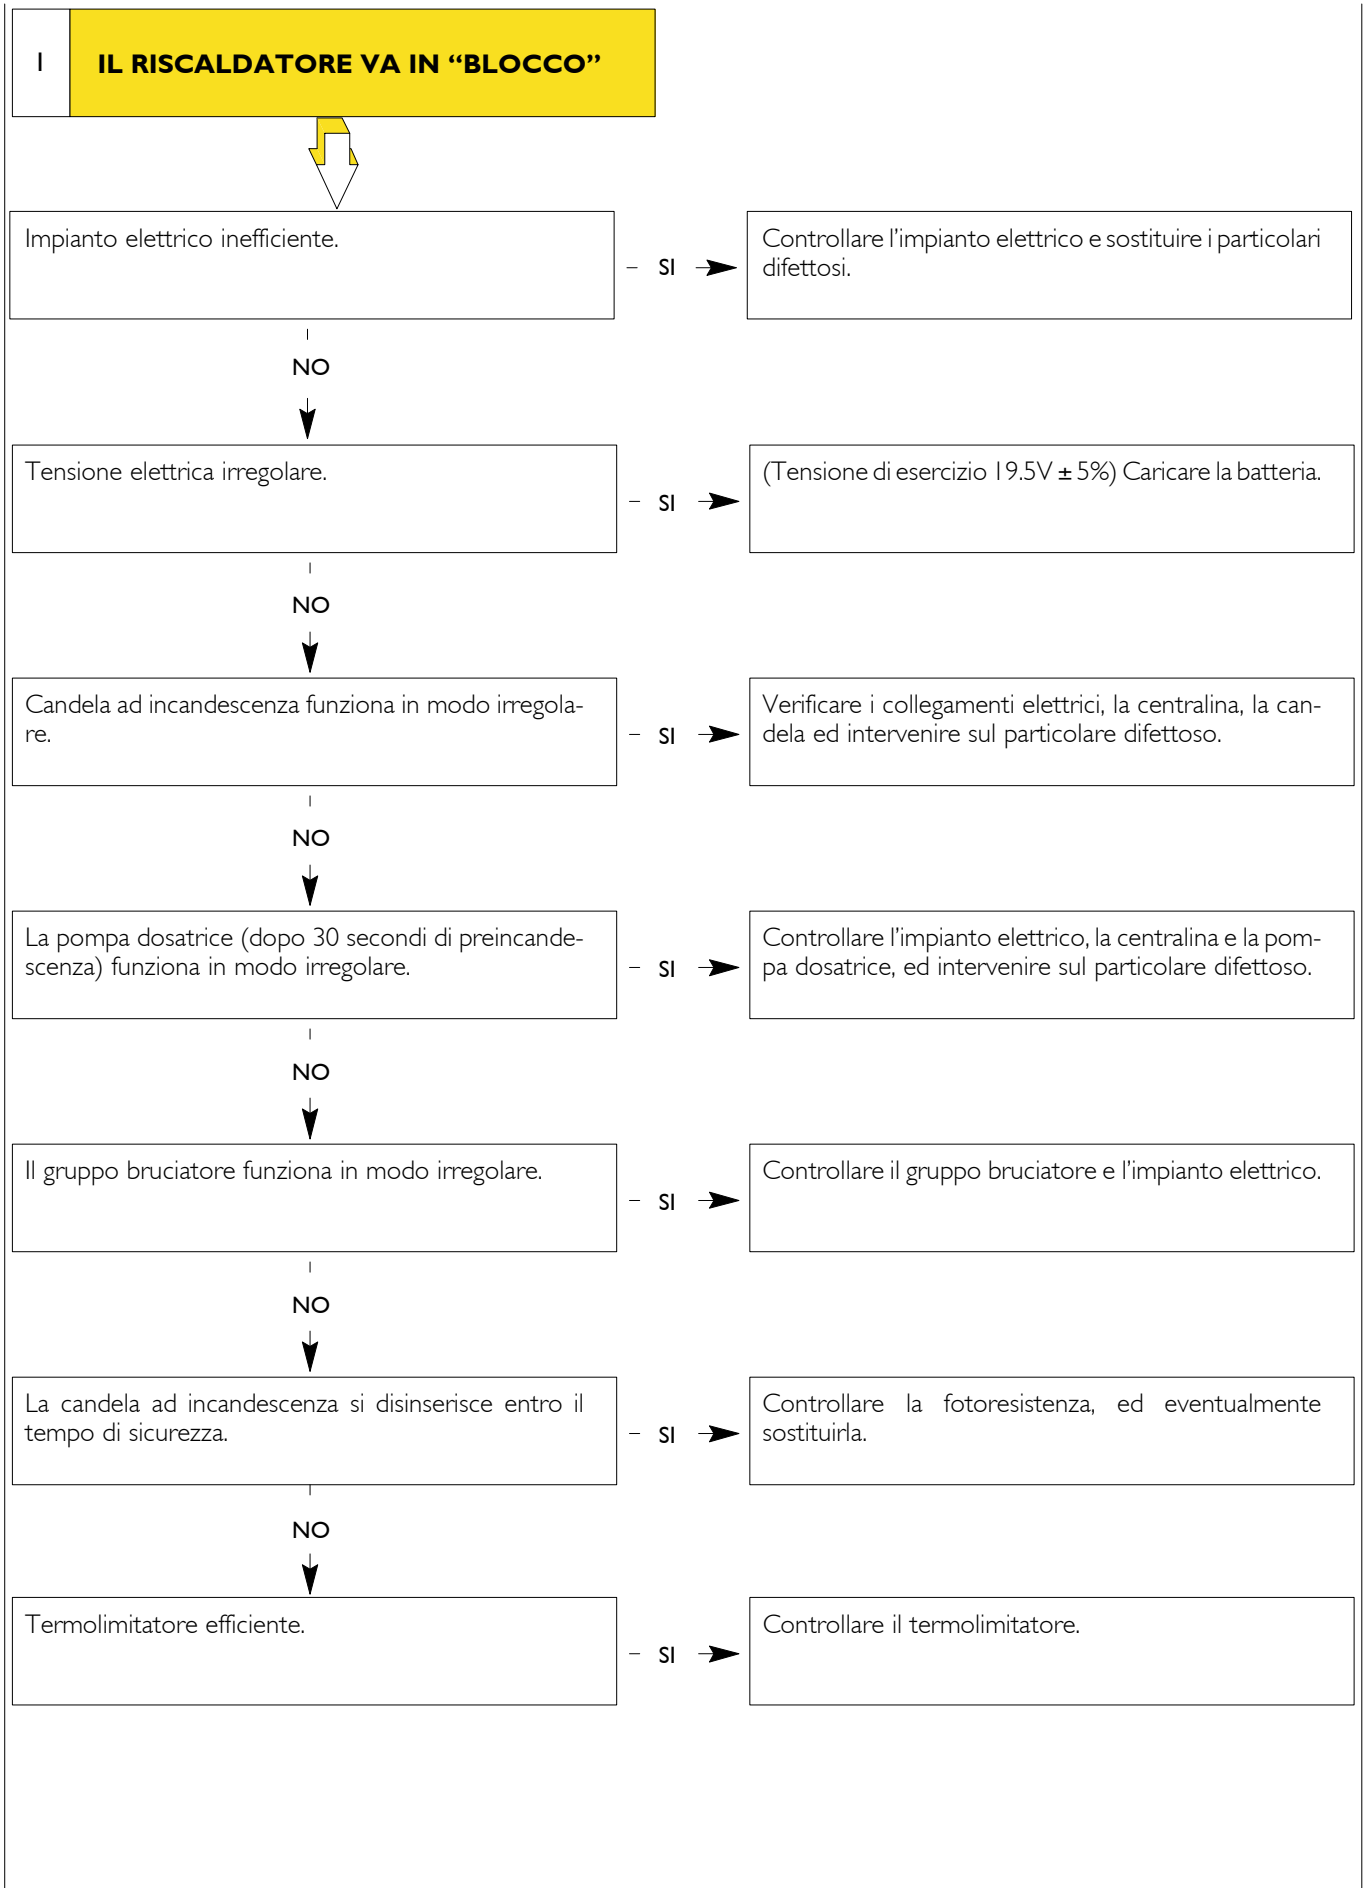 1
IL RISCALDATORE VA IN “BLOCCO”
Impianto elettrico inefficiente.
SI
Controllare l’impianto elettrico e sostituire i particolari
difettosi.
NO
Tensione elettrica irregolare.
SI
(Tensione di esercizio 19.5V ± 5%) Caricare la batteria.
NO
Candela ad incandescenza funziona in modo irregola-
re.
SI
Verificare i collegamenti elettrici, la centralina, la can-
dela ed intervenire sul particolare difettoso.
NO
La pompa dosatrice (dopo 30 secondi di preincande-
scenza) funziona in modo irregolare.
SI
Controllare l’impianto elettrico, la centralina e la pom-
pa dosatrice, ed intervenire sul particolare difettoso.
NO
Il gruppo bruciatore funziona in modo irregolare.
SI
Controllare il gruppo bruciatore e l’impianto elettrico.
NO
La candela ad incandescenza si disinserisce entro il
tempo di sicurezza.
SI
Controllare la fotoresistenza, ed eventualmente
sostituirla.
NO
Termolimitatore efficiente.
SI
Controllare il termolimitatore.